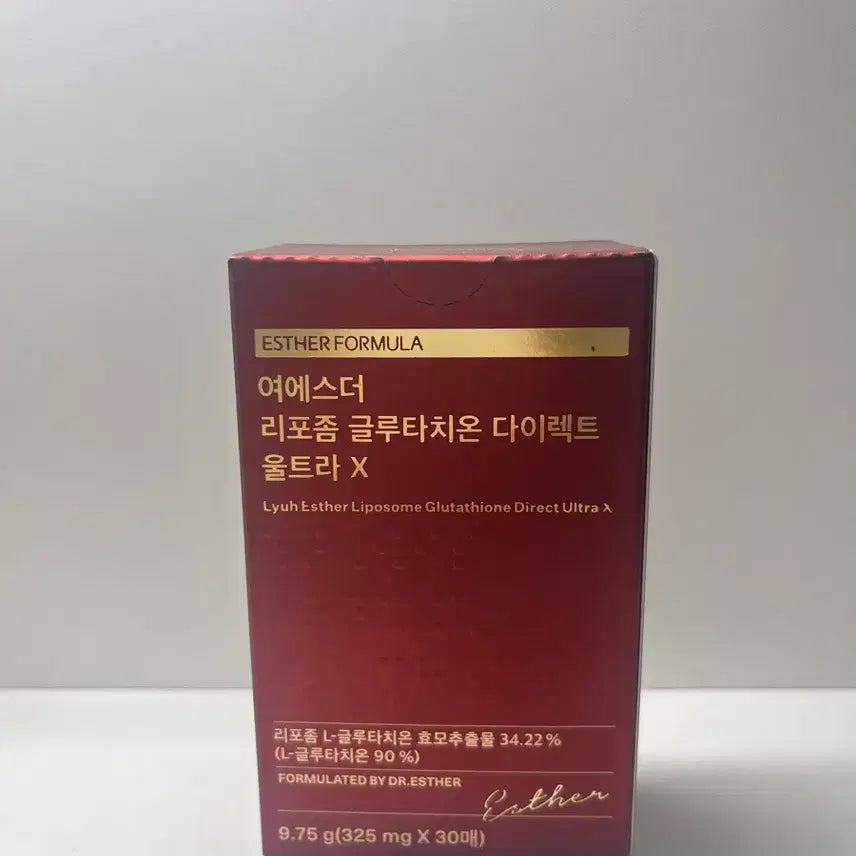 ESTHER FORMULA
여에스더
리포좀 글루타치온 다이렉트
울트라 X
Lyuh Esther Liposome Glutathione Direct Ultra X
리포좀 L-글루타치온 효모추출물 34.22 %
(L-글루타치온 90 %)
FORMULATED BY DR.ESTHER
Esther
9.75 g(325 mg X 30매)